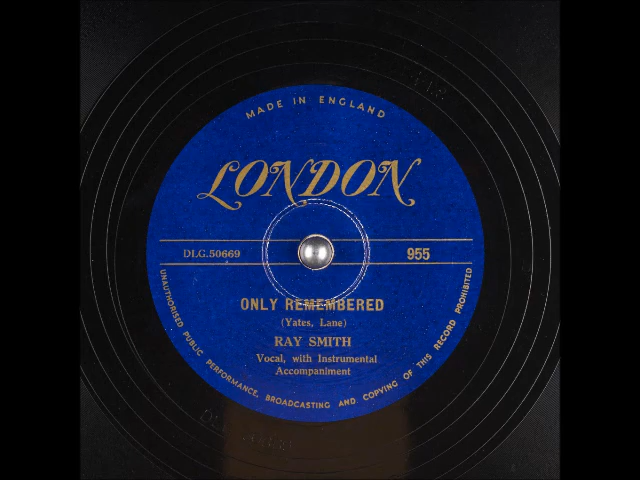 MADE IN ENGLAND
LONDON
DLG.50669 955
ONLY REMEMBERED
(Yates, Lane)
RAY SMITH
Vocal, with Instrumental
Accompaniment
UNAUTHORISED PUBLIC PERFORMANCE, BROADCASTING AND COPYING OF THIS RECORD PROHIBITED